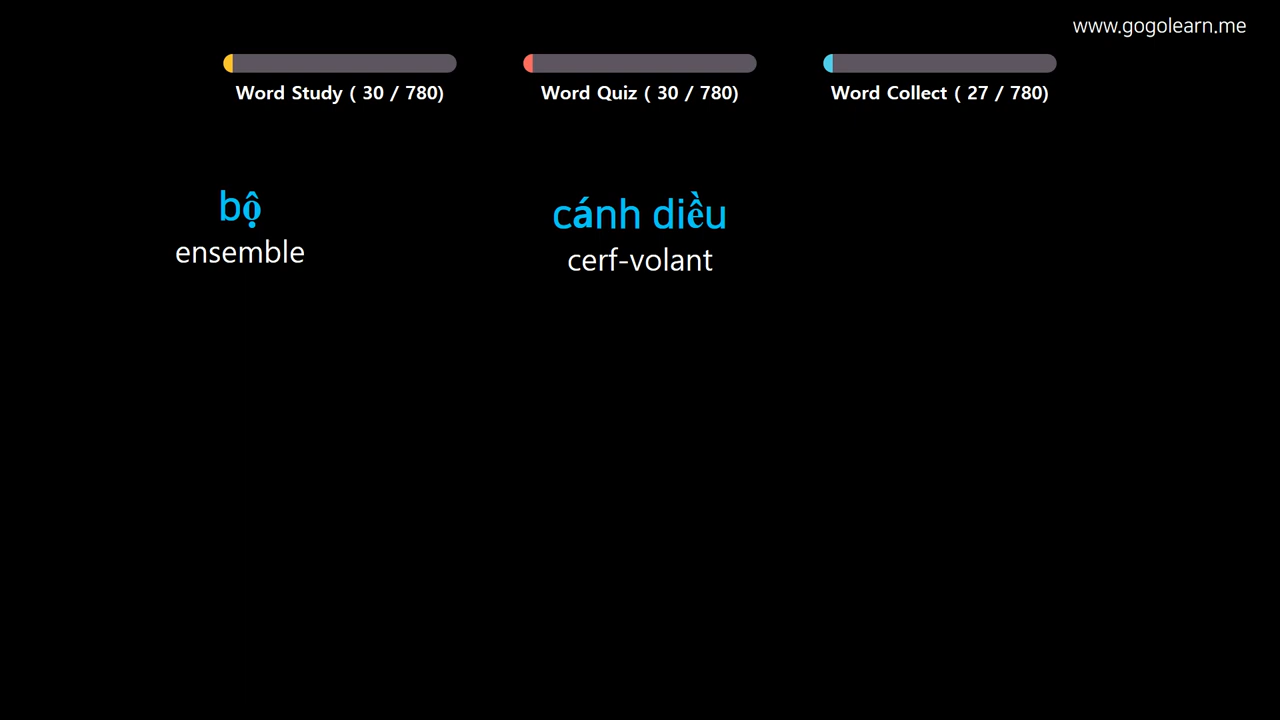 www.gogolearn.me
Word Study ( 30 / 780)
Word Quiz ( 30 / 780)
Word Collect ( 27 / 780)
bộ
ensemble
cánh diều
cerf-volant